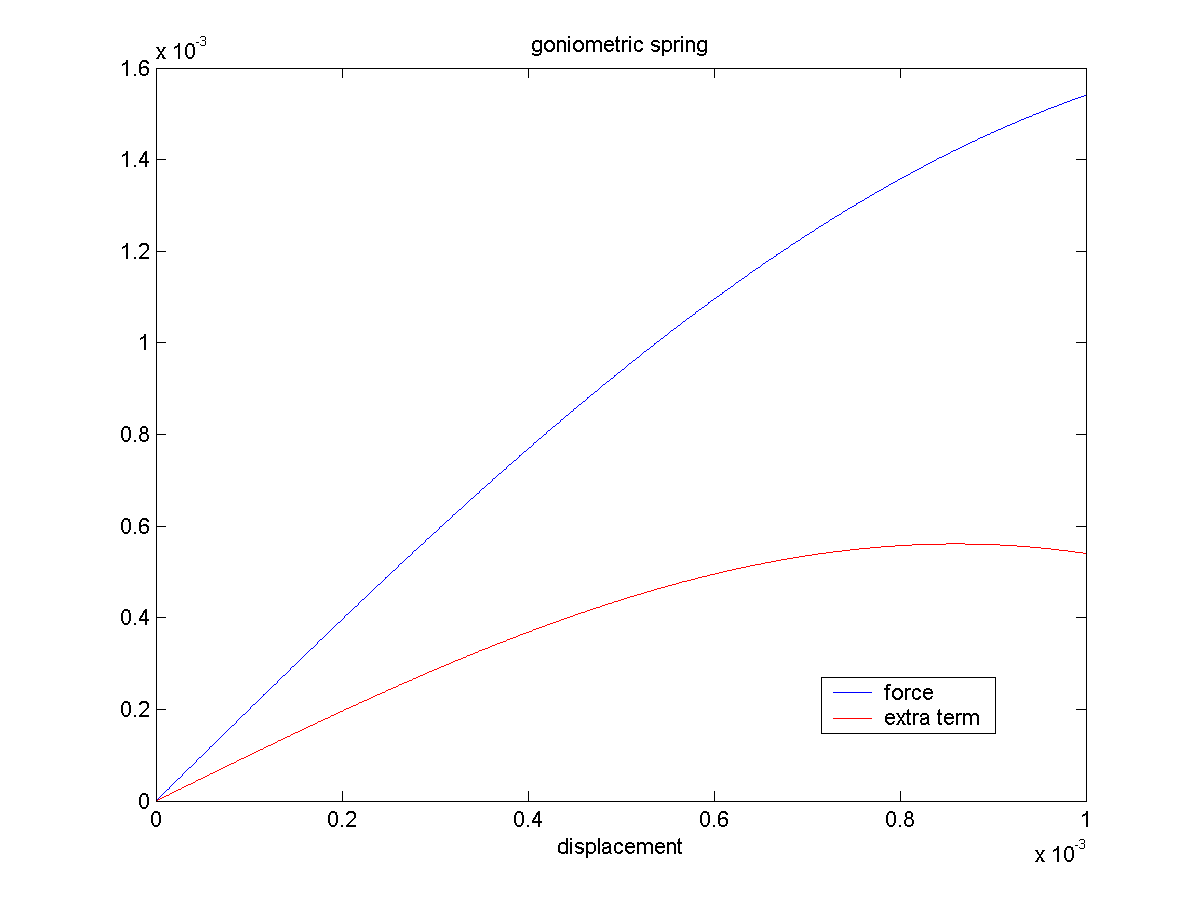 goniometric spring
x 10-3
1.6
1.4
1.2
1
0.8
0.6
0.4
0.2
0
0 0.2 0.4 0.6 0.8 1
displacement
x 10-3
force
extra term